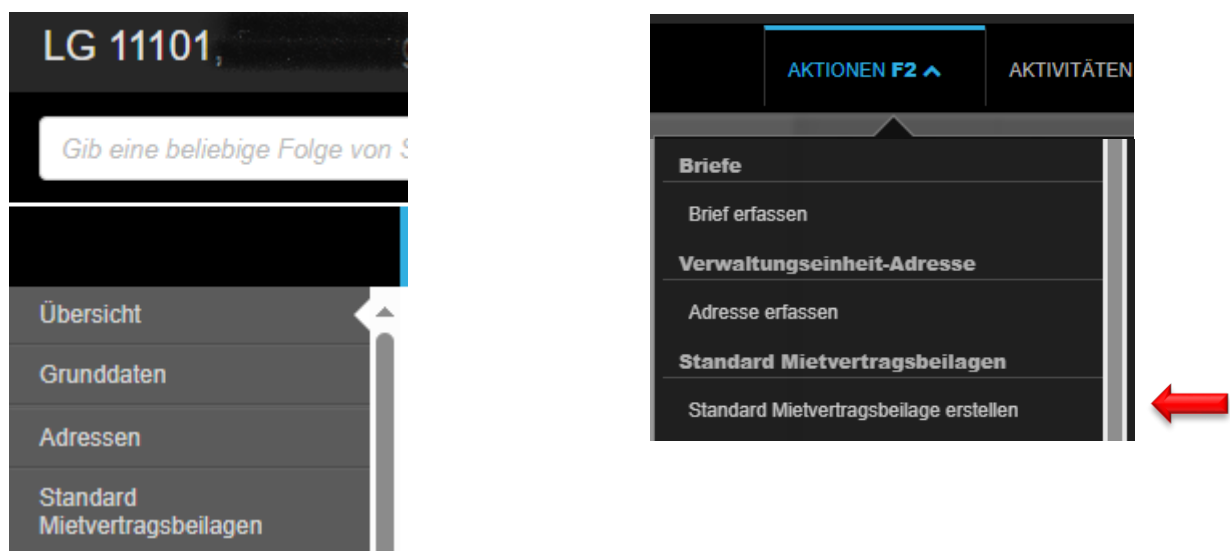 LG 11101,
Gib eine beliebige Folge von
Übersicht
Grunddaten
Adressen
Standard
Mietvertragsbeilagen
AKTIONEN F2
AKTIVITÄTEN
Briefe
Brief erfassen
Verwaltungseinheit-Adresse
Adresse erfassen
Standard Mietvertragsbeilagen
Standard Mietvertragsbeilage erstellen